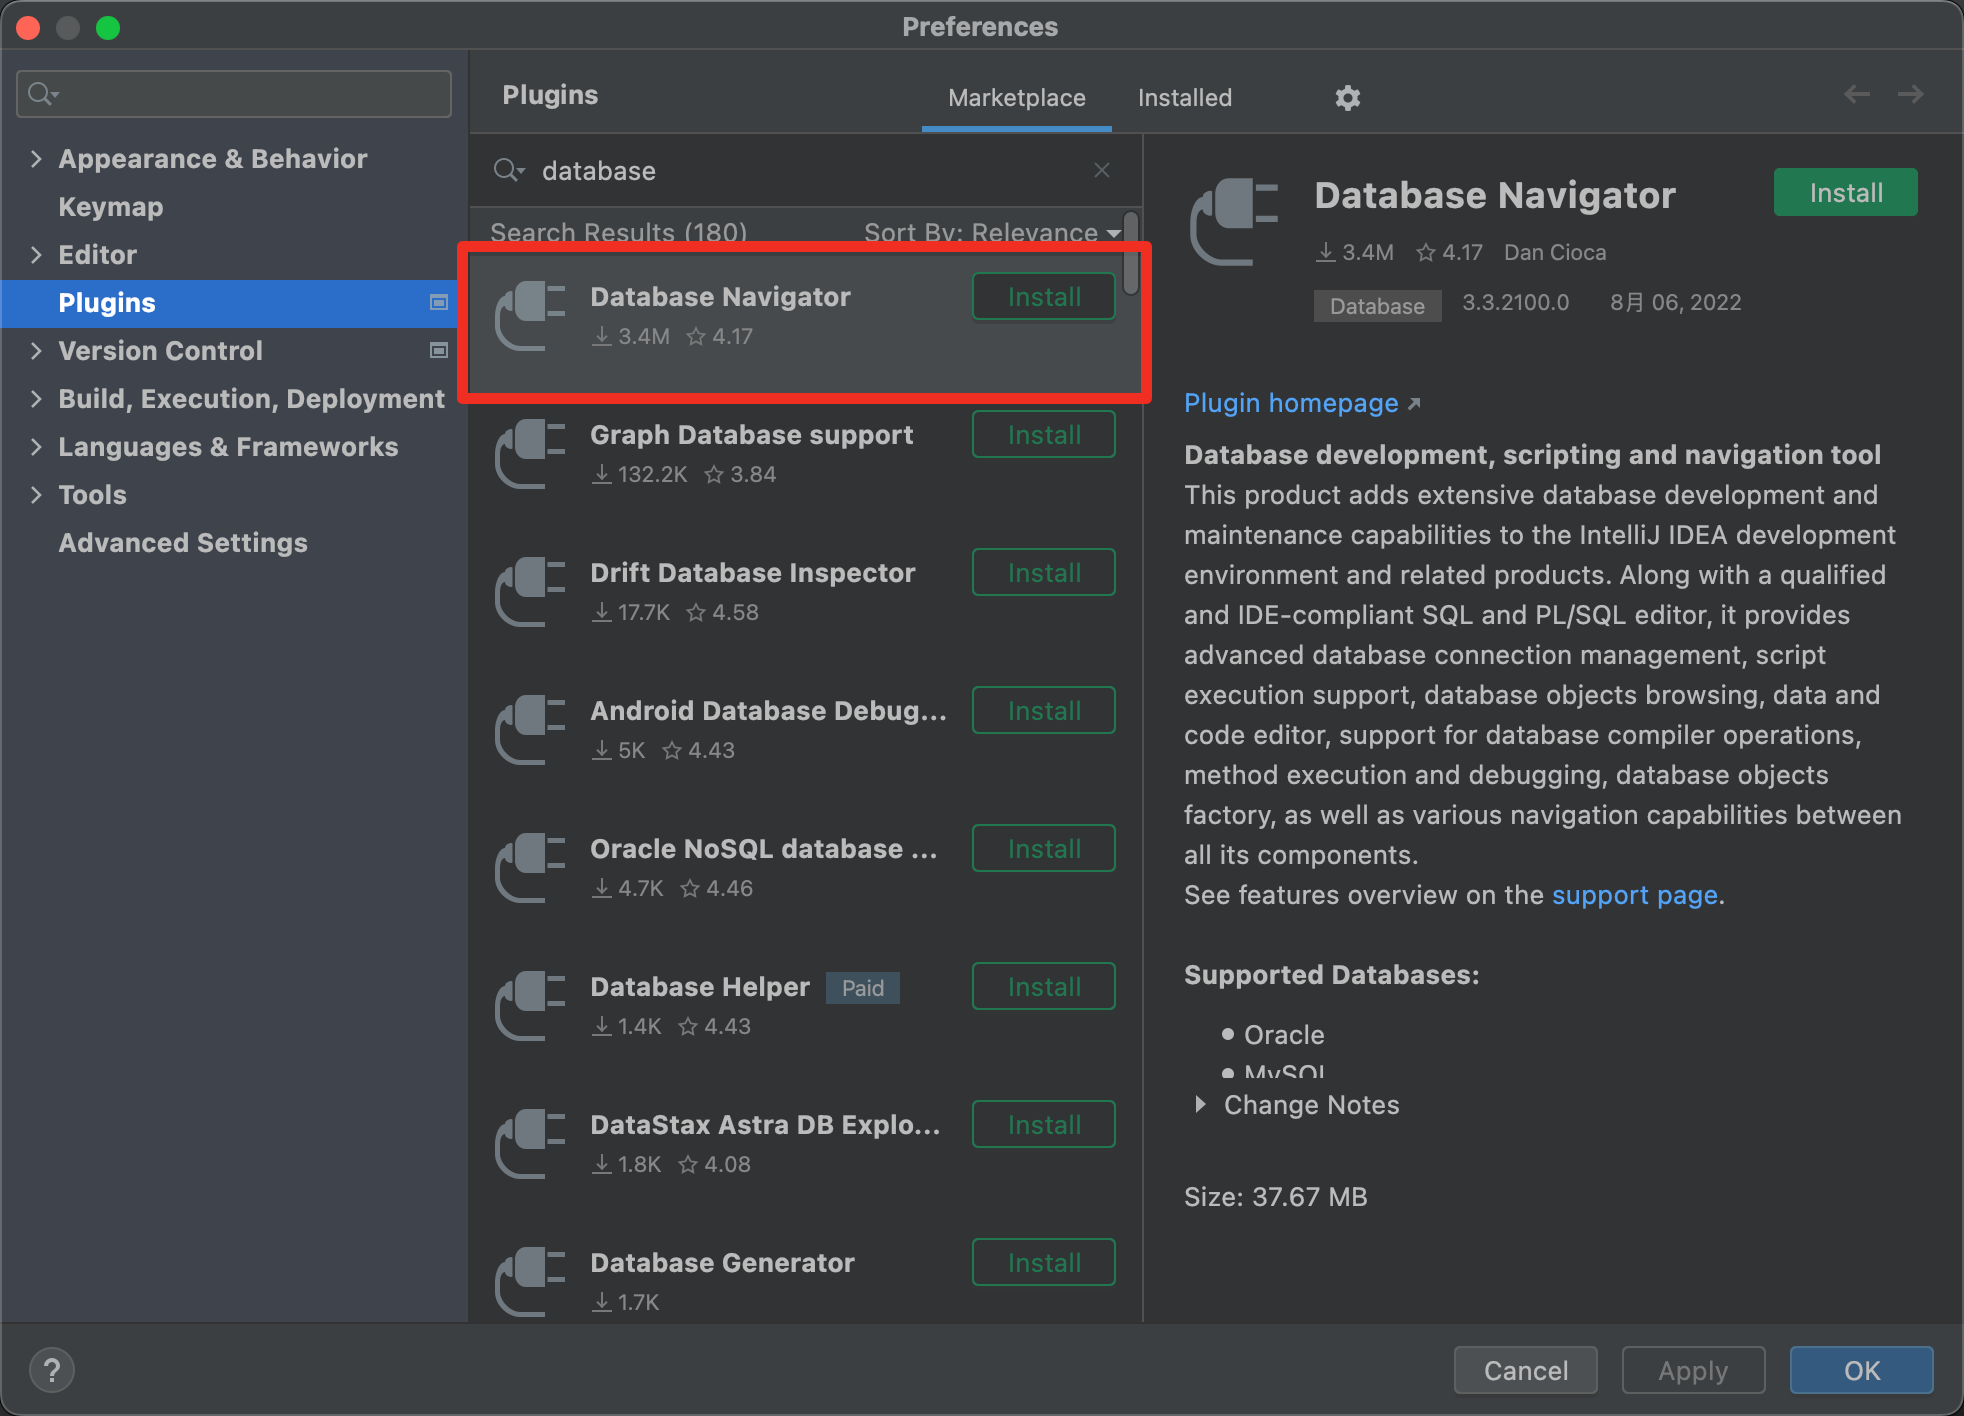 Preferences
Appearance & Behavior
Keymap
Editor
Plugins
Version Control
Build, Execution, Deployment
Languages & Frameworks
Tools
Advanced Settings
Plugins
Marketplace
Installed
database
Search Results (180)
Sort By: Relevance
Database Navigator
Install
3.4M 4.17
Graph Database support
Install
132.2K 3.84
Drift Database Inspector
Install
17.7K 4.58
Android Database Debug...
Install
5K 4.43
Oracle NoSQL database ...
Install
4.7K 4.46
Database Helper Paid
Install
1.4K 4.43
DataStax Astra DB Explo...
Install
1.8K 4.08
Database Generator
Install
1.7K
Database Navigator
Install
3.4M 4.17 Dan Cioca
Database 3.3.2100.0 8月 06, 2022
Plugin homepage
Database development, scripting and navigation tool
This product adds extensive database development and
maintenance capabilities to the IntelliJ IDEA development
environment and related products. Along with a qualified
and IDE-compliant SQL and PL/SQL editor, it provides
advanced database connection management, script
execution support, database objects browsing, data and
code editor, support for database compiler operations,
method execution and debugging, database objects
factory, as well as various navigation capabilities between
all its components.
See features overview on the support page.
Supported Databases:
Oracle
MySQL
Change Notes
Size: 37.67 MB
?
Cancel
Apply
OK